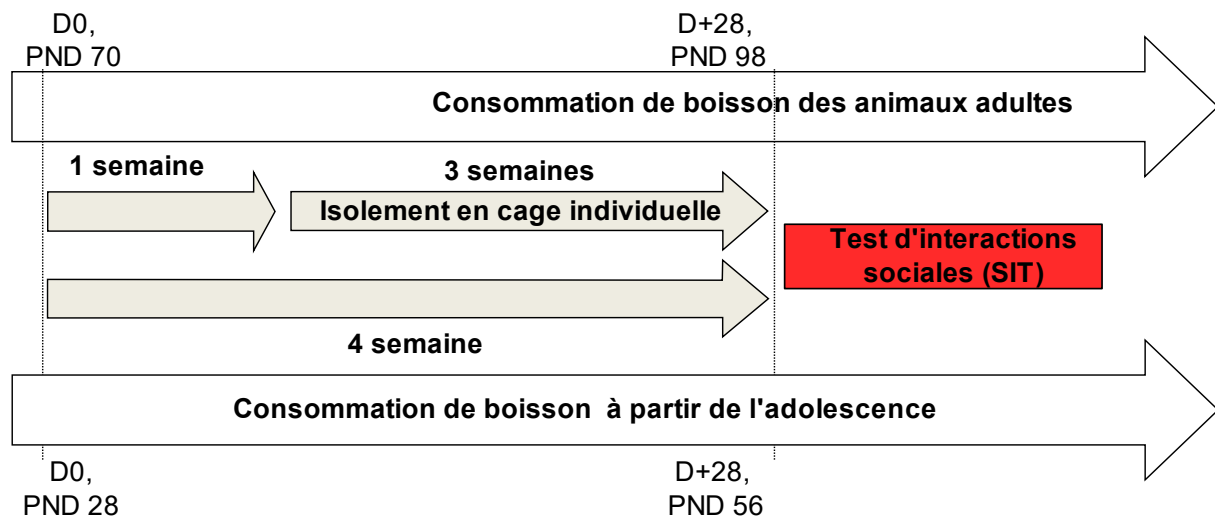 D0,
PND 70
D+28,
PND 98
Consommation de boisson des animaux adultes
1 semaine
3 semaines
Isolement en cage individuelle
Test d'interactions
sociales (SIT)
4 semaine
Consommation de boisson à partir de l'adolescence
D0,
PND 28
D+28,
PND 56